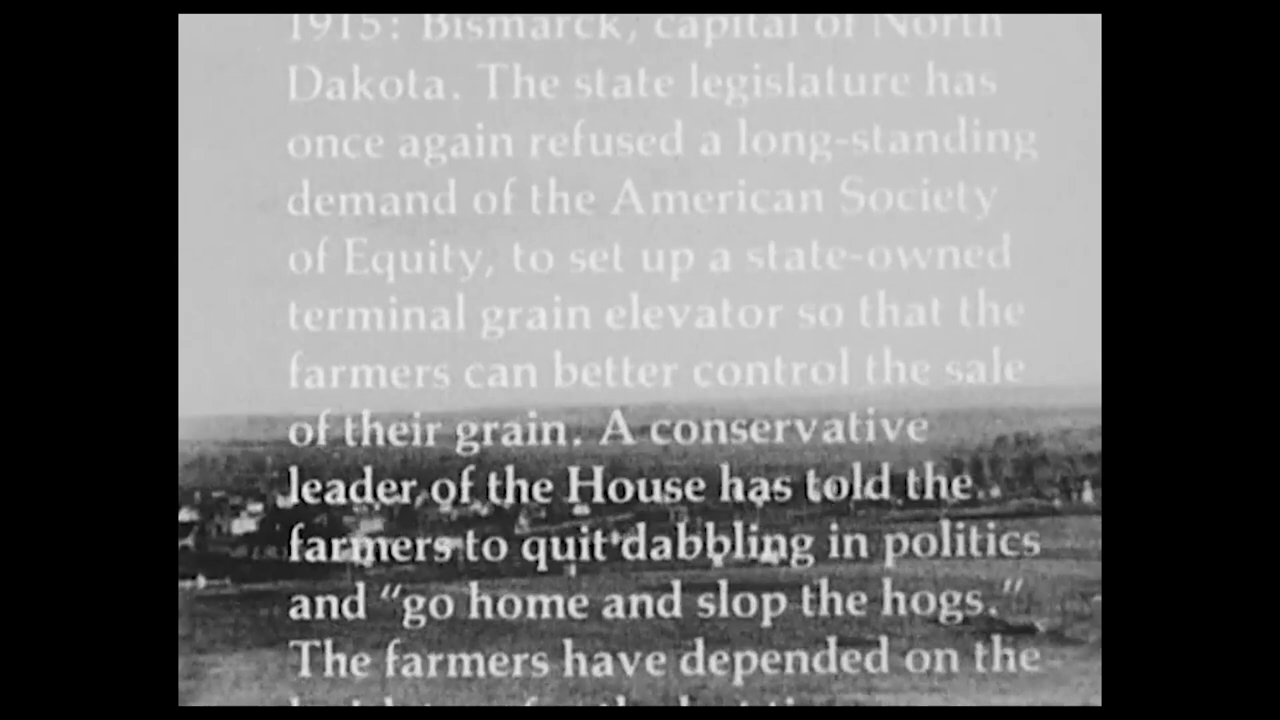 1915: Bismarck, capital of North
Dakota. The state legislature has
once again refused a long-standing
demand of the American Society
of Equity, to set up a state-owned
terminal grain elevator so that the
farmers can better control the sale
of their grain. A conservative
leader of the House has told the
farmers to quit dabbling in politics
and “go home and slop the hogs.”
The farmers have depended on the